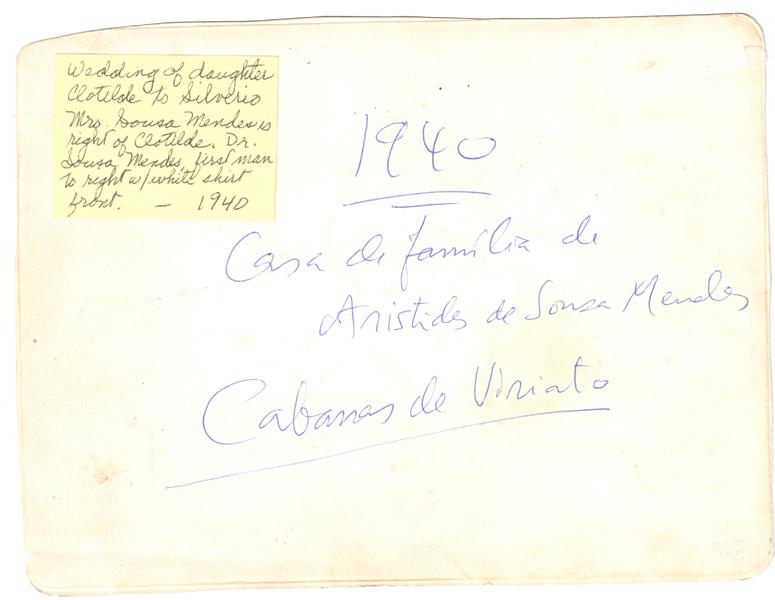 Wedding of daughter
Clotilde to Silverio
Mrs. Sousa Mendes is
right of Clotilde. Dr.
Sousa Mendes, first man
to right w/white shirt
front. — 1940
1940
Casa de família de
Aristides de Sousa Mendes
Cabanas de Viriato